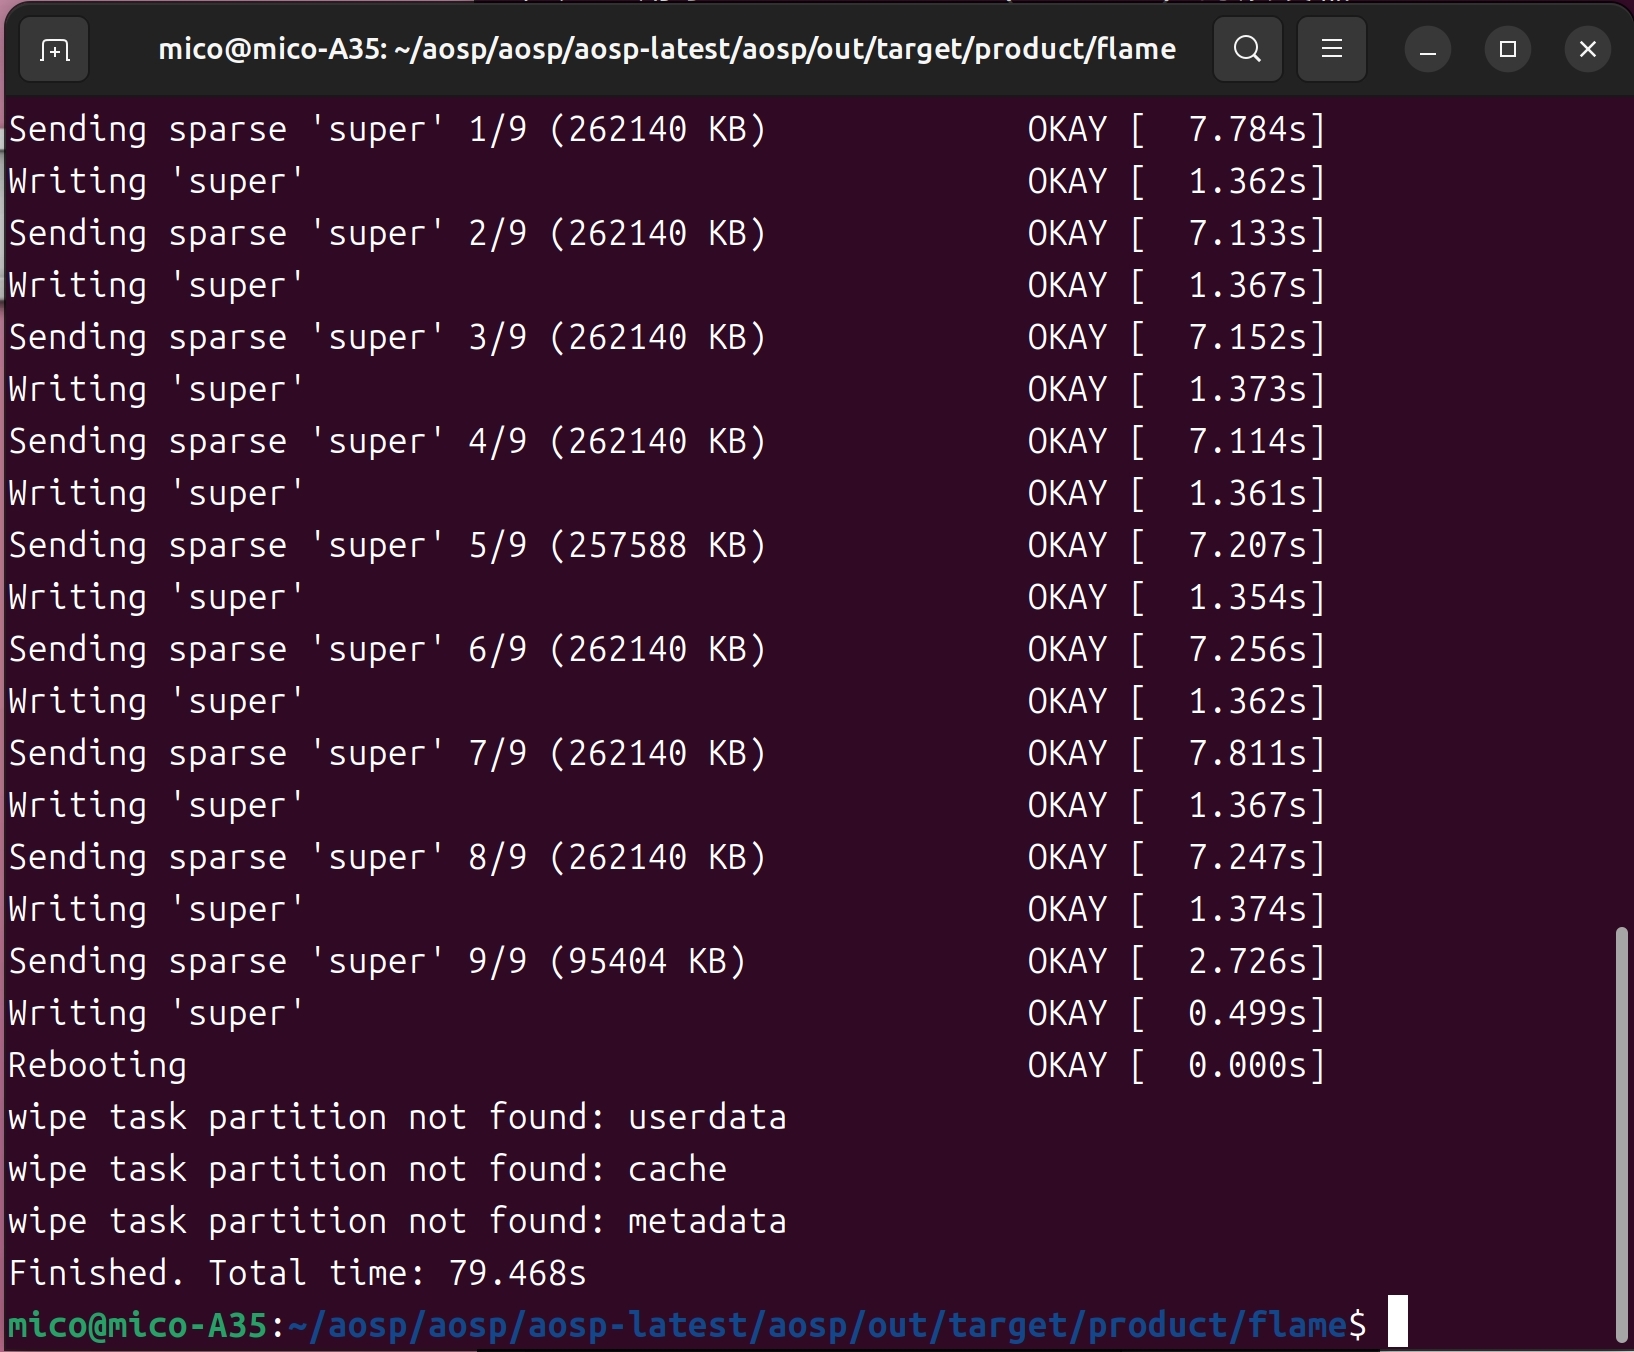 mico@mico-A35: ~/aosp/aosp/aosp-latest/aosp/out/target/product/flame
Sending sparse 'super' 1/9 (262140 KB)             OKAY [  7.784s]
Writing 'super'                                    OKAY [  1.362s]
Sending sparse 'super' 2/9 (262140 KB)             OKAY [  7.133s]
Writing 'super'                                    OKAY [  1.367s]
Sending sparse 'super' 3/9 (262140 KB)             OKAY [  7.152s]
Writing 'super'                                    OKAY [  1.373s]
Sending sparse 'super' 4/9 (262140 KB)             OKAY [  7.114s]
Writing 'super'                                    OKAY [  1.361s]
Sending sparse 'super' 5/9 (257588 KB)             OKAY [  7.207s]
Writing 'super'                                    OKAY [  1.354s]
Sending sparse 'super' 6/9 (262140 KB)             OKAY [  7.256s]
Writing 'super'                                    OKAY [  1.362s]
Sending sparse 'super' 7/9 (262140 KB)             OKAY [  7.811s]
Writing 'super'                                    OKAY [  1.367s]
Sending sparse 'super' 8/9 (262140 KB)             OKAY [  7.247s]
Writing 'super'                                    OKAY [  1.374s]
Sending sparse 'super' 9/9 (95404 KB)              OKAY [  2.726s]
Writing 'super'                                    OKAY [  0.499s]
Rebooting                                          OKAY [  0.000s]
wipe task partition not found: userdata
wipe task partition not found: cache
wipe task partition not found: metadata
Finished. Total time: 79.468s
mico@mico-A35:~/aosp/aosp/aosp-latest/aosp/out/target/product/flame$